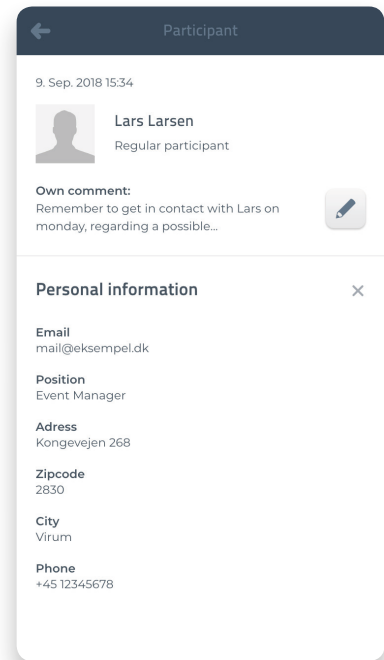 Participant
9. Sep. 2018 15:34
Lars Larsen
Regular participant
Own comment:
Remember to get in contact with Lars on
monday, regarding a possible...
Personal information
Email
mail@eksempel.dk
Position
Event Manager
Adress
Kongevejen 268
Zipcode
2830
City
Virum
Phone
+45 12345678